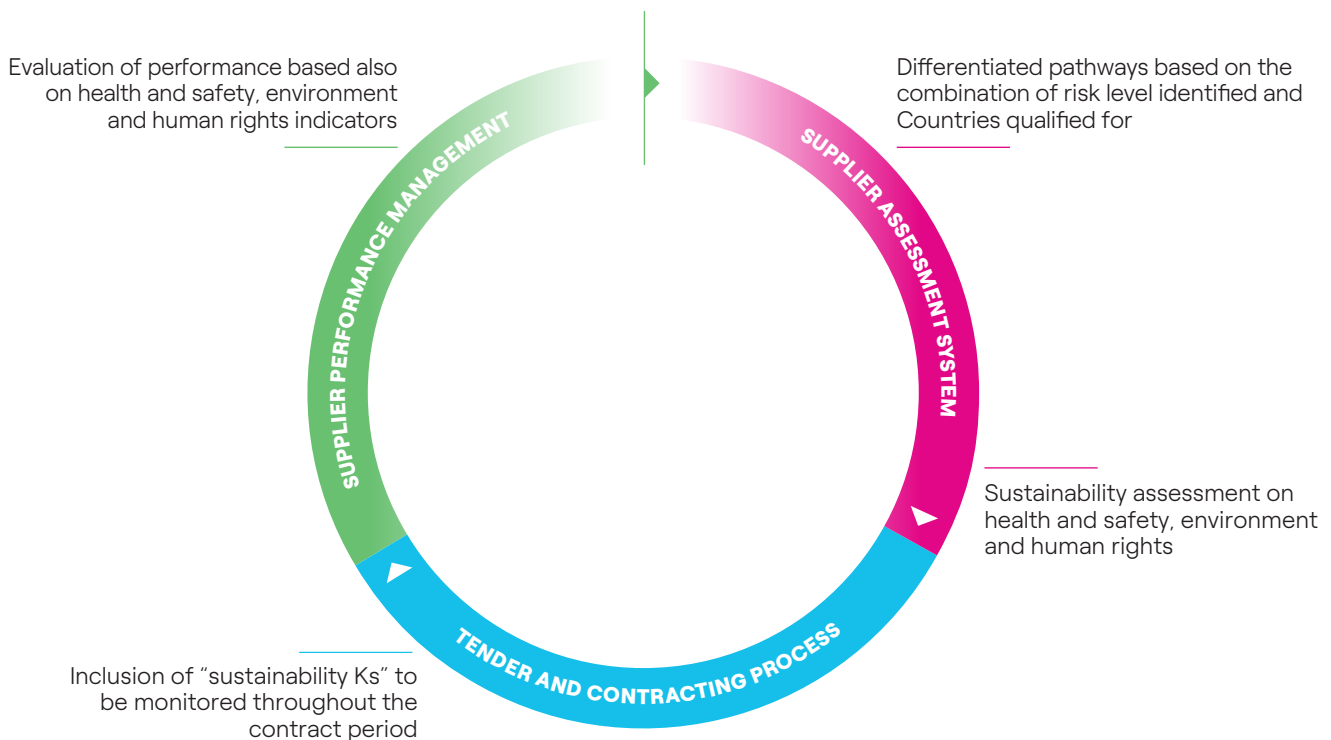 Evaluation of performance based also
on health and safety, environment
and human rights indicators
Differentiated pathways based on the
combination of risk level identified and
Countries qualified for
SUPPLIER PERFORMANCE MANAGEMENT
SUPPLIER ASSESSMENT SYSTEM
Sustainability assessment on
health and safety, environment
and human rights
TENDER AND CONTRACTING PROCESS
Inclusion of “sustainability Ks” to
be monitored throughout the
contract period